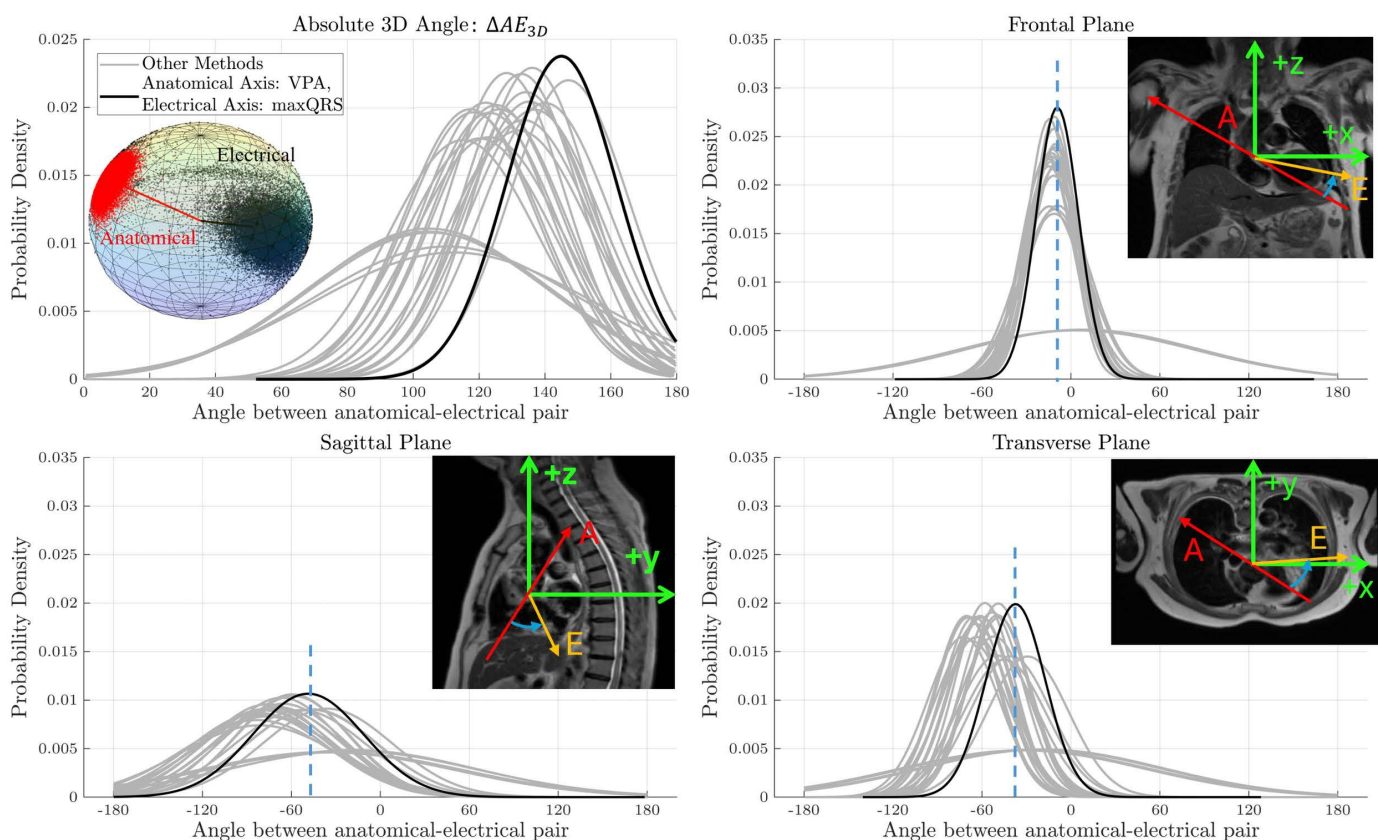 Absolute 3D Angle: ΔAE3D
0.025
0.02
0.015
0.01
0.005
0
Probability Density
Other Methods
Anatomical Axis: VPA,
Electrical Axis: maxQRS
Electrical
Anatomical
0 20 40 60 80 100 120 140 160 180
Angle between anatomical-electrical pair
Frontal Plane
0.035
0.03
0.025
0.02
0.015
0.01
0.005
0
Probability Density
+z
A
+x
E
-180 -120 -60 0 60 120 180
Angle between anatomical-electrical pair
Sagittal Plane
0.035
0.03
0.025
0.02
0.015
0.01
0.005
0
Probability Density
+z
A
+y
E
-180 -120 -60 0 60 120 180
Angle between anatomical-electrical pair
Transverse Plane
0.035
0.03
0.025
0.02
0.015
0.01
0.005
0
Probability Density
+y
A
E
+x
-180 -120 -60 0 60 120 180
Angle between anatomical-electrical pair